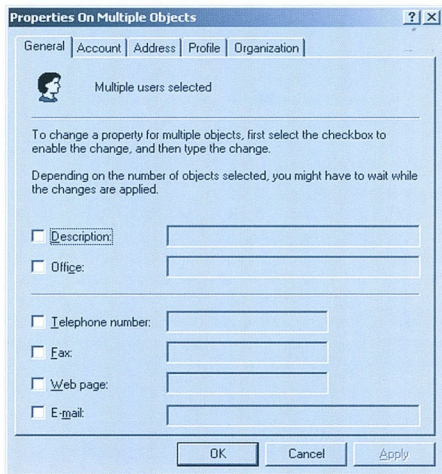 Properties On Multiple Objects
General Account Address Profile Organization
Multiple users selected
To change a property for multiple objects, first select the checkbox to
enable the change, and then type the change.
Depending on the number of objects selected, you might have to wait while
the changes are applied.
Description:
Office:
Telephone number:
Fax:
Web page:
E-mail:
OK Cancel Apply